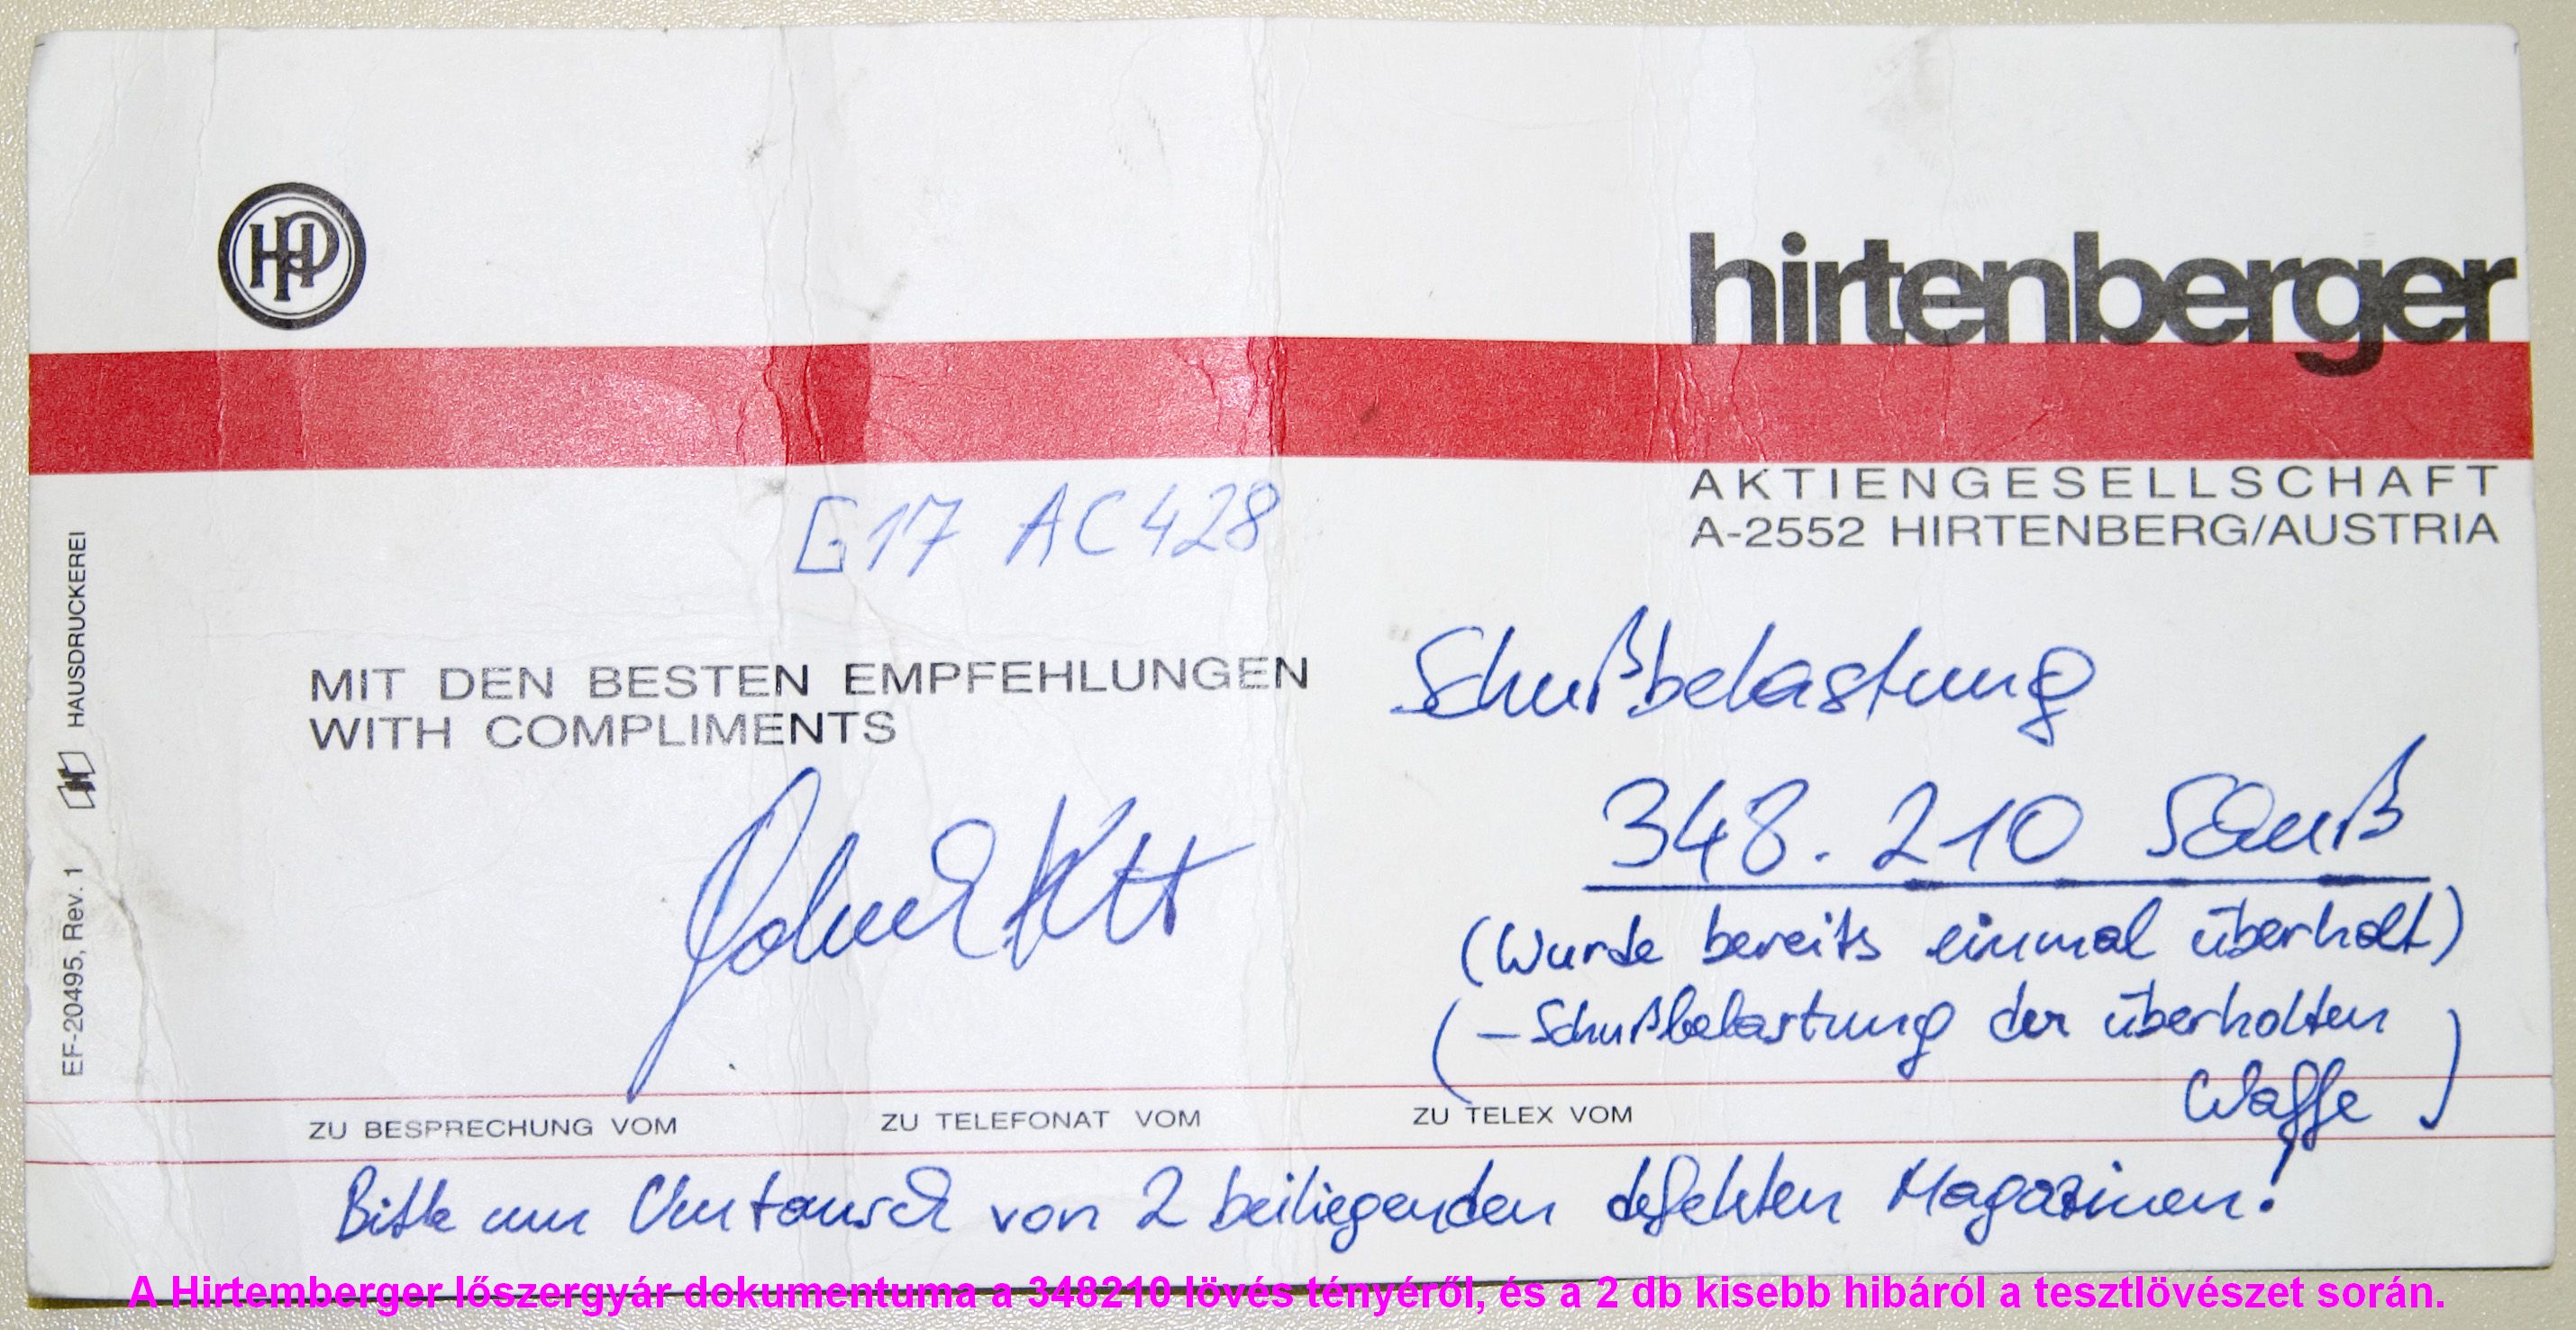 HP
hirtenberger
AKTIENGESELLSCHAFT
A-2552 HIRTENBERG/AUSTRIA
G17 AC428
MIT DEN BESTEN EMPFEHLUNGEN
WITH COMPLIMENTS
Schußbelastung
348.210 Schuß
(Wurde bereits einmal überholt)
(– Schußbelastung der überholten
Waffe)
ZU BESPRECHUNG VOM ZU TELEFONAT VOM ZU TELEX VOM
Bitte um Umtausch von 2 beiliegenden defekten Magazinen!
EF-20495, Rev. 1 HAUSDRUCKEREI
A Hirtemberger lőszergyár dokumentuma a 348210 lövés tényéről, és a 2 db kisebb hibáról a tesztlövészet során.